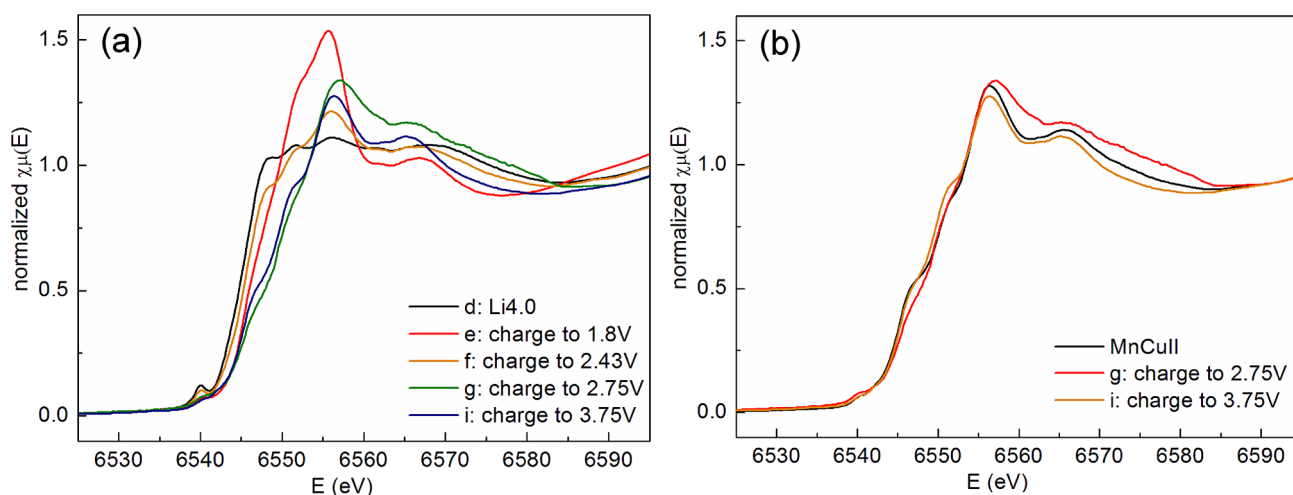 (a)
normalized χμ(E)
1.5
1.0
0.5
0.0
d: Li4.0
e: charge to 1.8V
f: charge to 2.43V
g: charge to 2.75V
i: charge to 3.75V
6530 6540 6550 6560 6570 6580 6590
E (eV)
(b)
normalized χμ(E)
1.5
1.0
0.5
0.0
MnCuII
g: charge to 2.75V
i: charge to 3.75V
6530 6540 6550 6560 6570 6580 6590
E (eV)